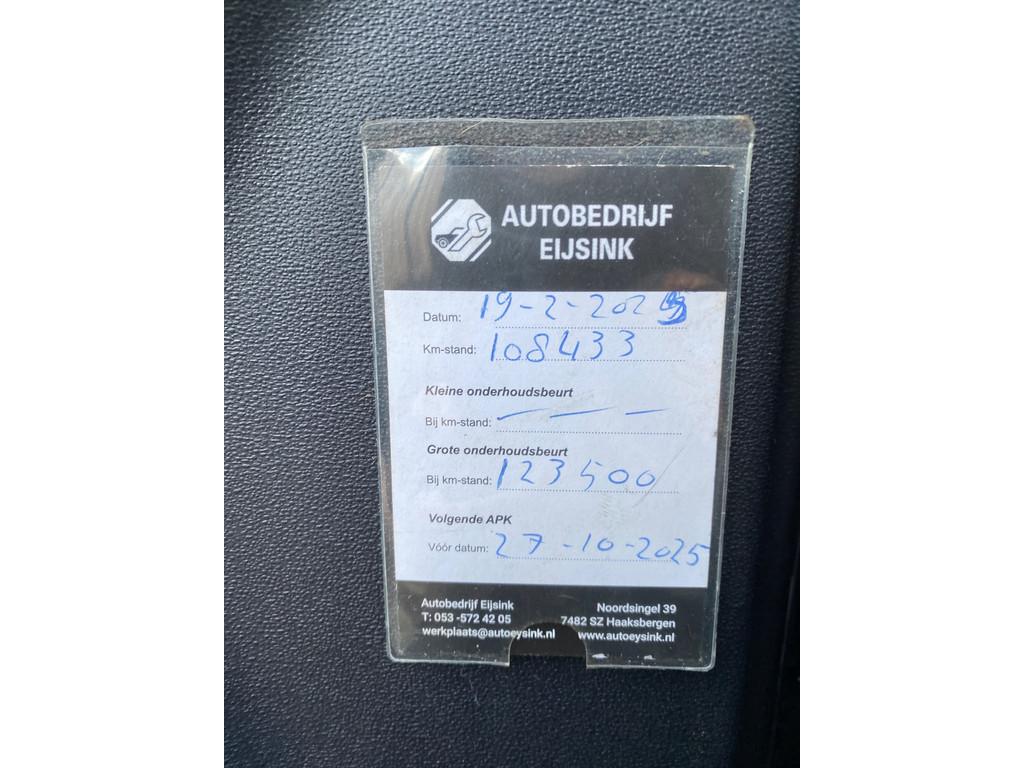 AUTOBEDRIJF
EIJSINK
Datum: 19-2-2025
Km-stand: 108433
Kleine onderhoudsbeurt
Bij km-stand: — — —
Grote onderhoudsbeurt
Bij km-stand: 123500
Volgende APK
Vóór datum: 27-10-2025
Autobedrijf Eijsink Noordsingel 39
T: 053 -572 42 05 7482 SZ Haaksbergen
werkplaats@autoeysink.nl www.autoeysink.nl